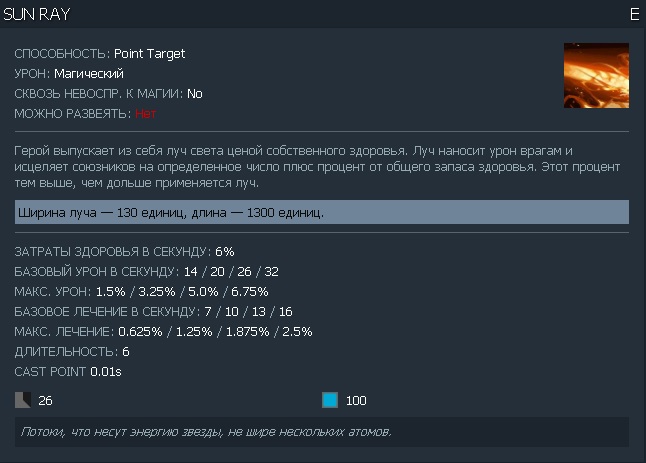 SUN RAY E
СПОСОБНОСТЬ: Point Target
УРОН: Магический
СКВОЗЬ НЕВОСПР. К МАГИИ: No
МОЖНО РАЗВЕЯТЬ: Нет
Герой выпускает из себя луч света ценой собственного здоровья. Луч наносит урон врагам и
исцеляет союзников на определенное число плюс процент от общего запаса здоровья. Этот процент
тем выше, чем дольше применяется луч.
Ширина луча — 130 единиц, длина — 1300 единиц.
ЗАТРАТЫ ЗДОРОВЬЯ В СЕКУНДУ: 6%
БАЗОВЫЙ УРОН В СЕКУНДУ: 14 / 20 / 26 / 32
МАКС. УРОН: 1.5% / 3.25% / 5.0% / 6.75%
БАЗОВОЕ ЛЕЧЕНИЕ В СЕКУНДУ: 7 / 10 / 13 / 16
МАКС. ЛЕЧЕНИЕ: 0.625% / 1.25% / 1.875% / 2.5%
ДЛИТЕЛЬНОСТЬ: 6
CAST POINT 0.01s
26 100
Потоки, что несут энергию звезды, не шире нескольких атомов.